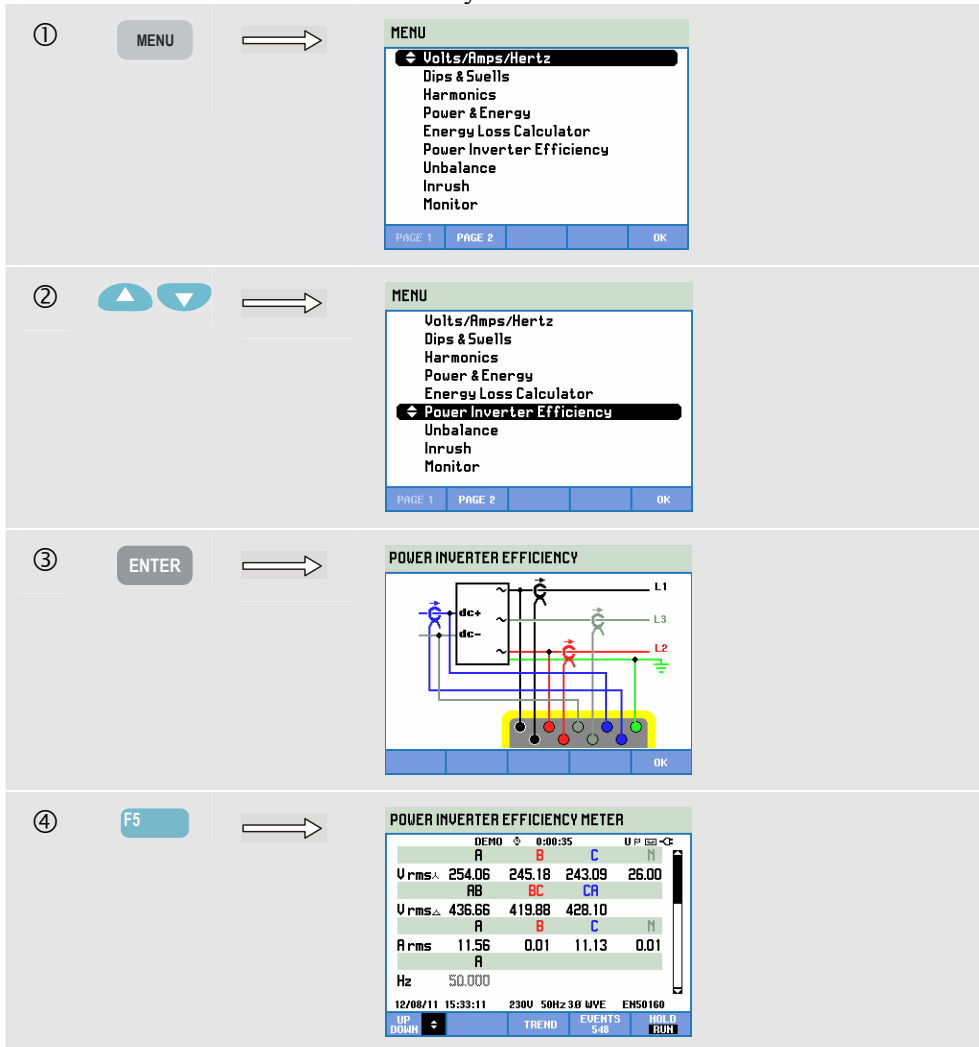 ①
MENU
MENU
Volts/Amps/Hertz
Dips & Swells
Harmonics
Power & Energy
Energy Loss Calculator
Power Inverter Efficiency
Unbalance
Inrush
Monitor
PAGE 1 PAGE 2 OK
②
MENU
Volts/Amps/Hertz
Dips & Swells
Harmonics
Power & Energy
Energy Loss Calculator
Power Inverter Efficiency
Unbalance
Inrush
Monitor
PAGE 1 PAGE 2 OK
③
ENTER
POWER INVERTER EFFICIENCY
L1
dc+
L3
dc-
L2
OK
④
F5
POWER INVERTER EFFICIENCY METER
DEMO 0:00:35 U
A B C N
V rms 254.06 245.18 243.09 26.00
AB BC CA
V rms 436.66 419.88 428.10
A B C N
A rms 11.56 0.01 11.13 0.01
A
Hz 50.000
12/08/11 15:33:11 230V 50Hz 3.0' WYE EN50160
UP DOWN TREND EVENTS 548 HOLD RUN